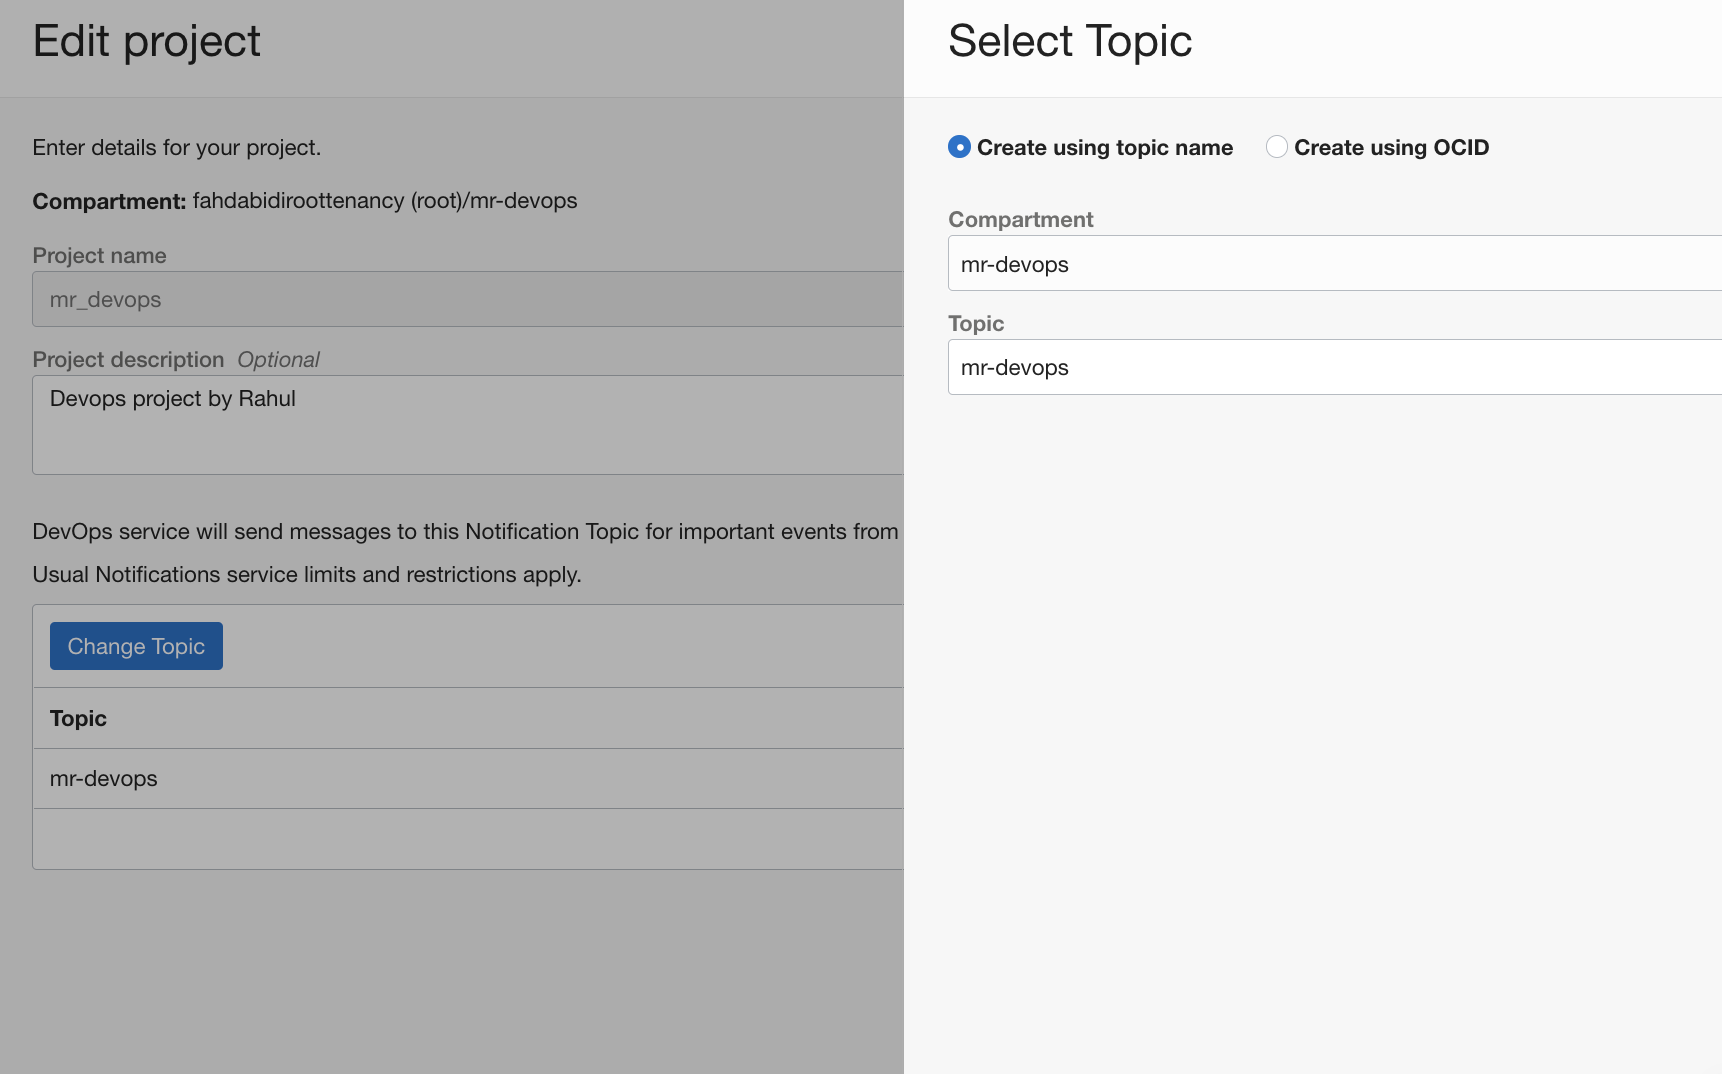 Edit project
Enter details for your project.
Compartment: fahdabidiroottenancy (root)/mr-devops
Project name
mr_devops
Project description Optional
Devops project by Rahul
DevOps service will send messages to this Notification Topic for important events from
Usual Notifications service limits and restrictions apply.
Change Topic
Topic
mr-devops
Select Topic
Create using topic name Create using OCID
Compartment
mr-devops
Topic
mr-devops